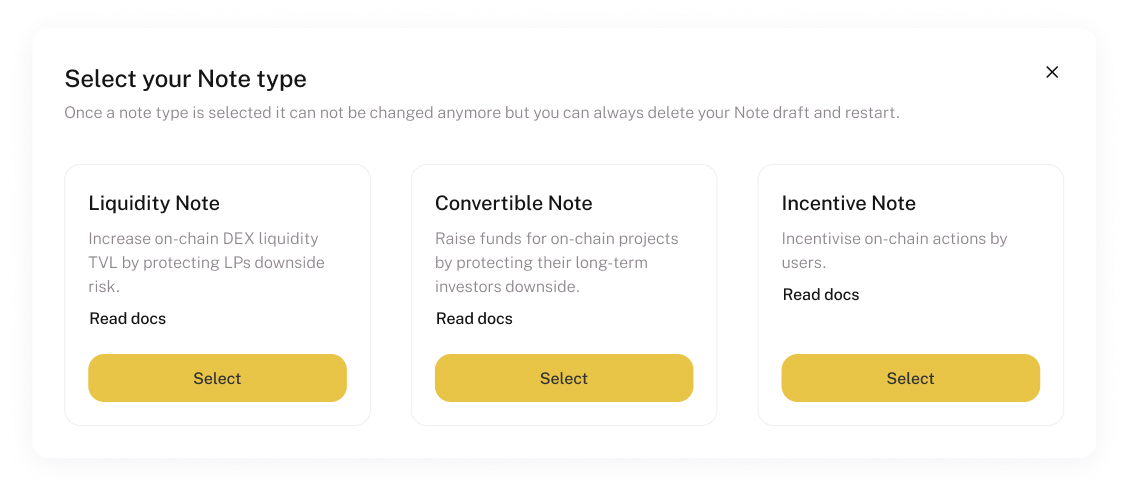 Select your Note type
Once a note type is selected it can not be changed anymore but you can always delete your Note draft and restart.
Liquidity Note
Increase on-chain DEX liquidity
TVL by protecting LPs downside
risk.
Read docs
Select
Convertible Note
Raise funds for on-chain projects
by protecting their long-term
investors downside.
Read docs
Select
Incentive Note
Incentivise on-chain actions by
users.
Read docs
Select